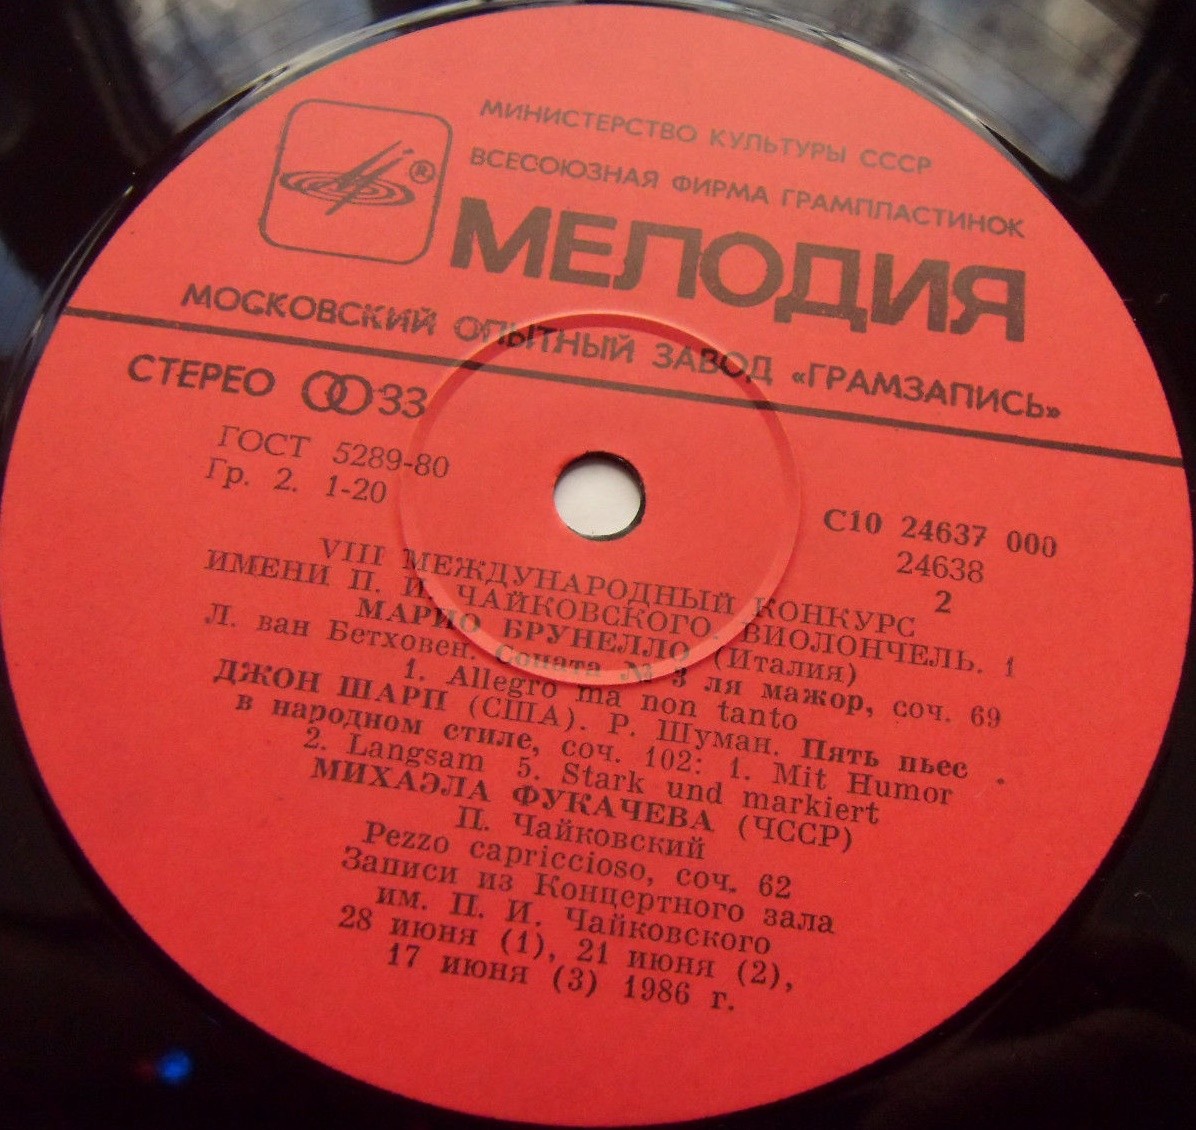 МИНИСТЕРСТВО КУЛЬТУРЫ СССР
ВСЕСОЮЗНАЯ ФИРМА ГРАМПЛАСТИНОК
®
МЕЛОДИЯ
МОСКОВСКИЙ ОПЫТНЫЙ ЗАВОД «ГРАМЗАПИСЬ»
СТЕРЕО 33
ГОСТ 5289-80
Гр. 2. 1-20
С10 24637 000
24638
2
VIII МЕЖДУНАРОДНЫЙ КОНКУРС
ИМЕНИ П. И. ЧАЙКОВСКОГО. ВИОЛОНЧЕЛЬ. 1
МАРИО БРУНЕЛЛО (Италия)
Л. ван Бетховен. Соната № 3 ля мажор, соч. 69
1. Allegro ma non tanto
ДЖОН ШАРП (США). Р. Шуман. Пять пьес
в народном стиле, соч. 102: 1. Mit Humor
2. Langsam 5. Stark und markiert
МИХАЭЛА ФУКАЧЕВА (ЧССР)
П. Чайковский
Pezzo capriccioso, соч. 62
Записи из Концертного зала
им. П. И. Чайковского
28 июня (1), 21 июня (2),
17 июня (3) 1986 г.